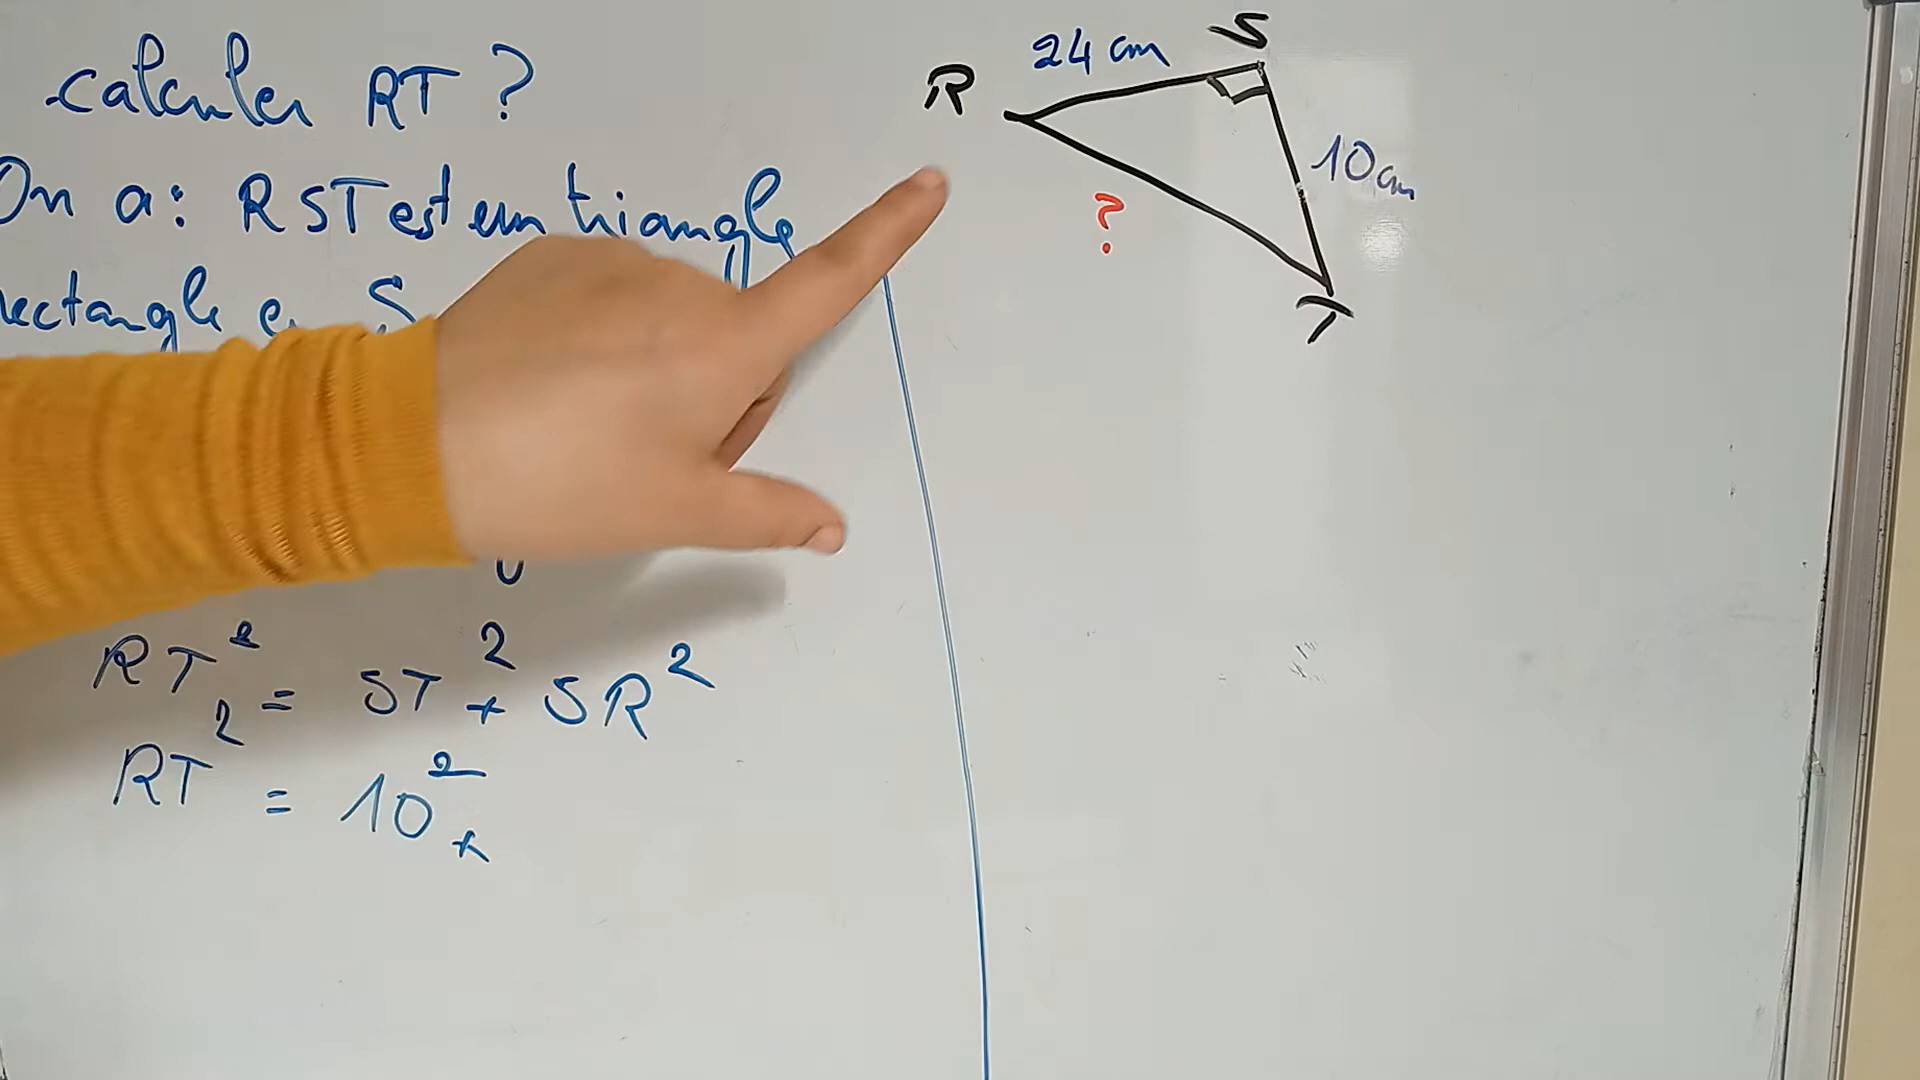 calculer RT ?
On a: RST est un triangle
rectangle en S
RT² = ST² + SR²
RT² = 10² +
R
24 cm
S
10 cm
?
T